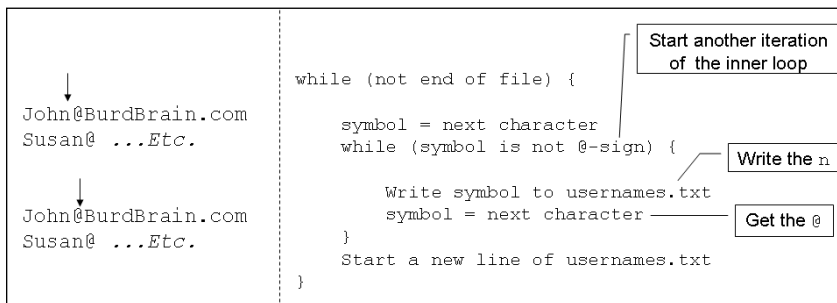 John@BurdBrain.com
Susan@ ...Etc.
John@BurdBrain.com
Susan@ ...Etc.
while (not end of file) {
symbol = next character
while (symbol is not @-sign) {
Write symbol to usernames.txt
symbol = next character
}
Start a new line of usernames.txt
}
Start another iteration
of the inner loop
Write the n
Get the @